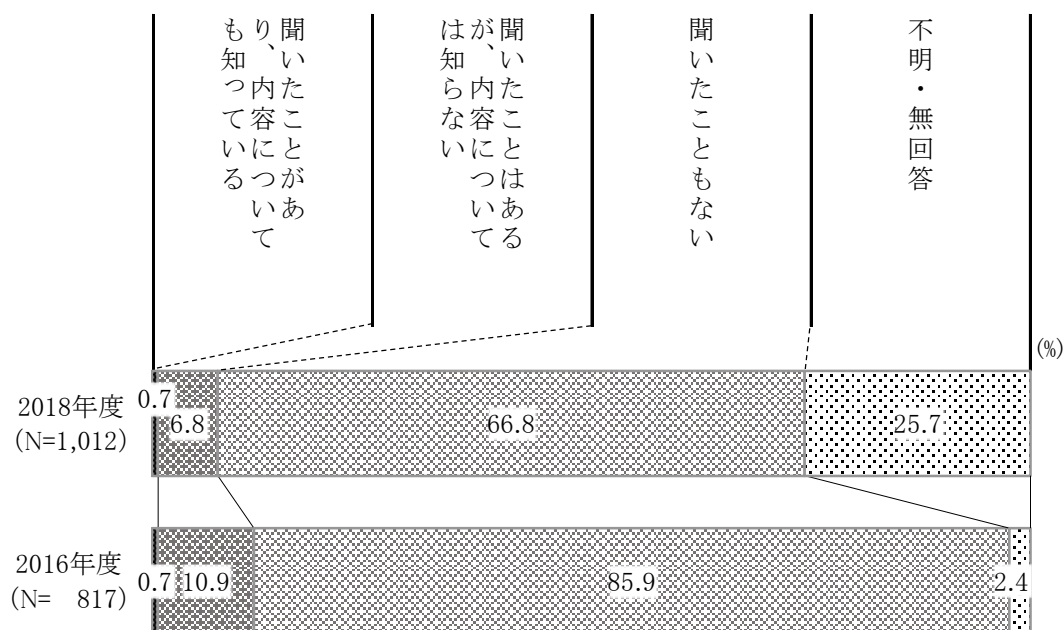 聞いたことがあ
り、内容について
も知っている
聞いたことはある
が、内容について
は知らない
聞いたこともない
不明・無回答
(%)
2018年度
(N=1,012)
0.7
6.8
66.8
25.7
2016年度
(N=　817)
0.7
10.9
85.9
2.4